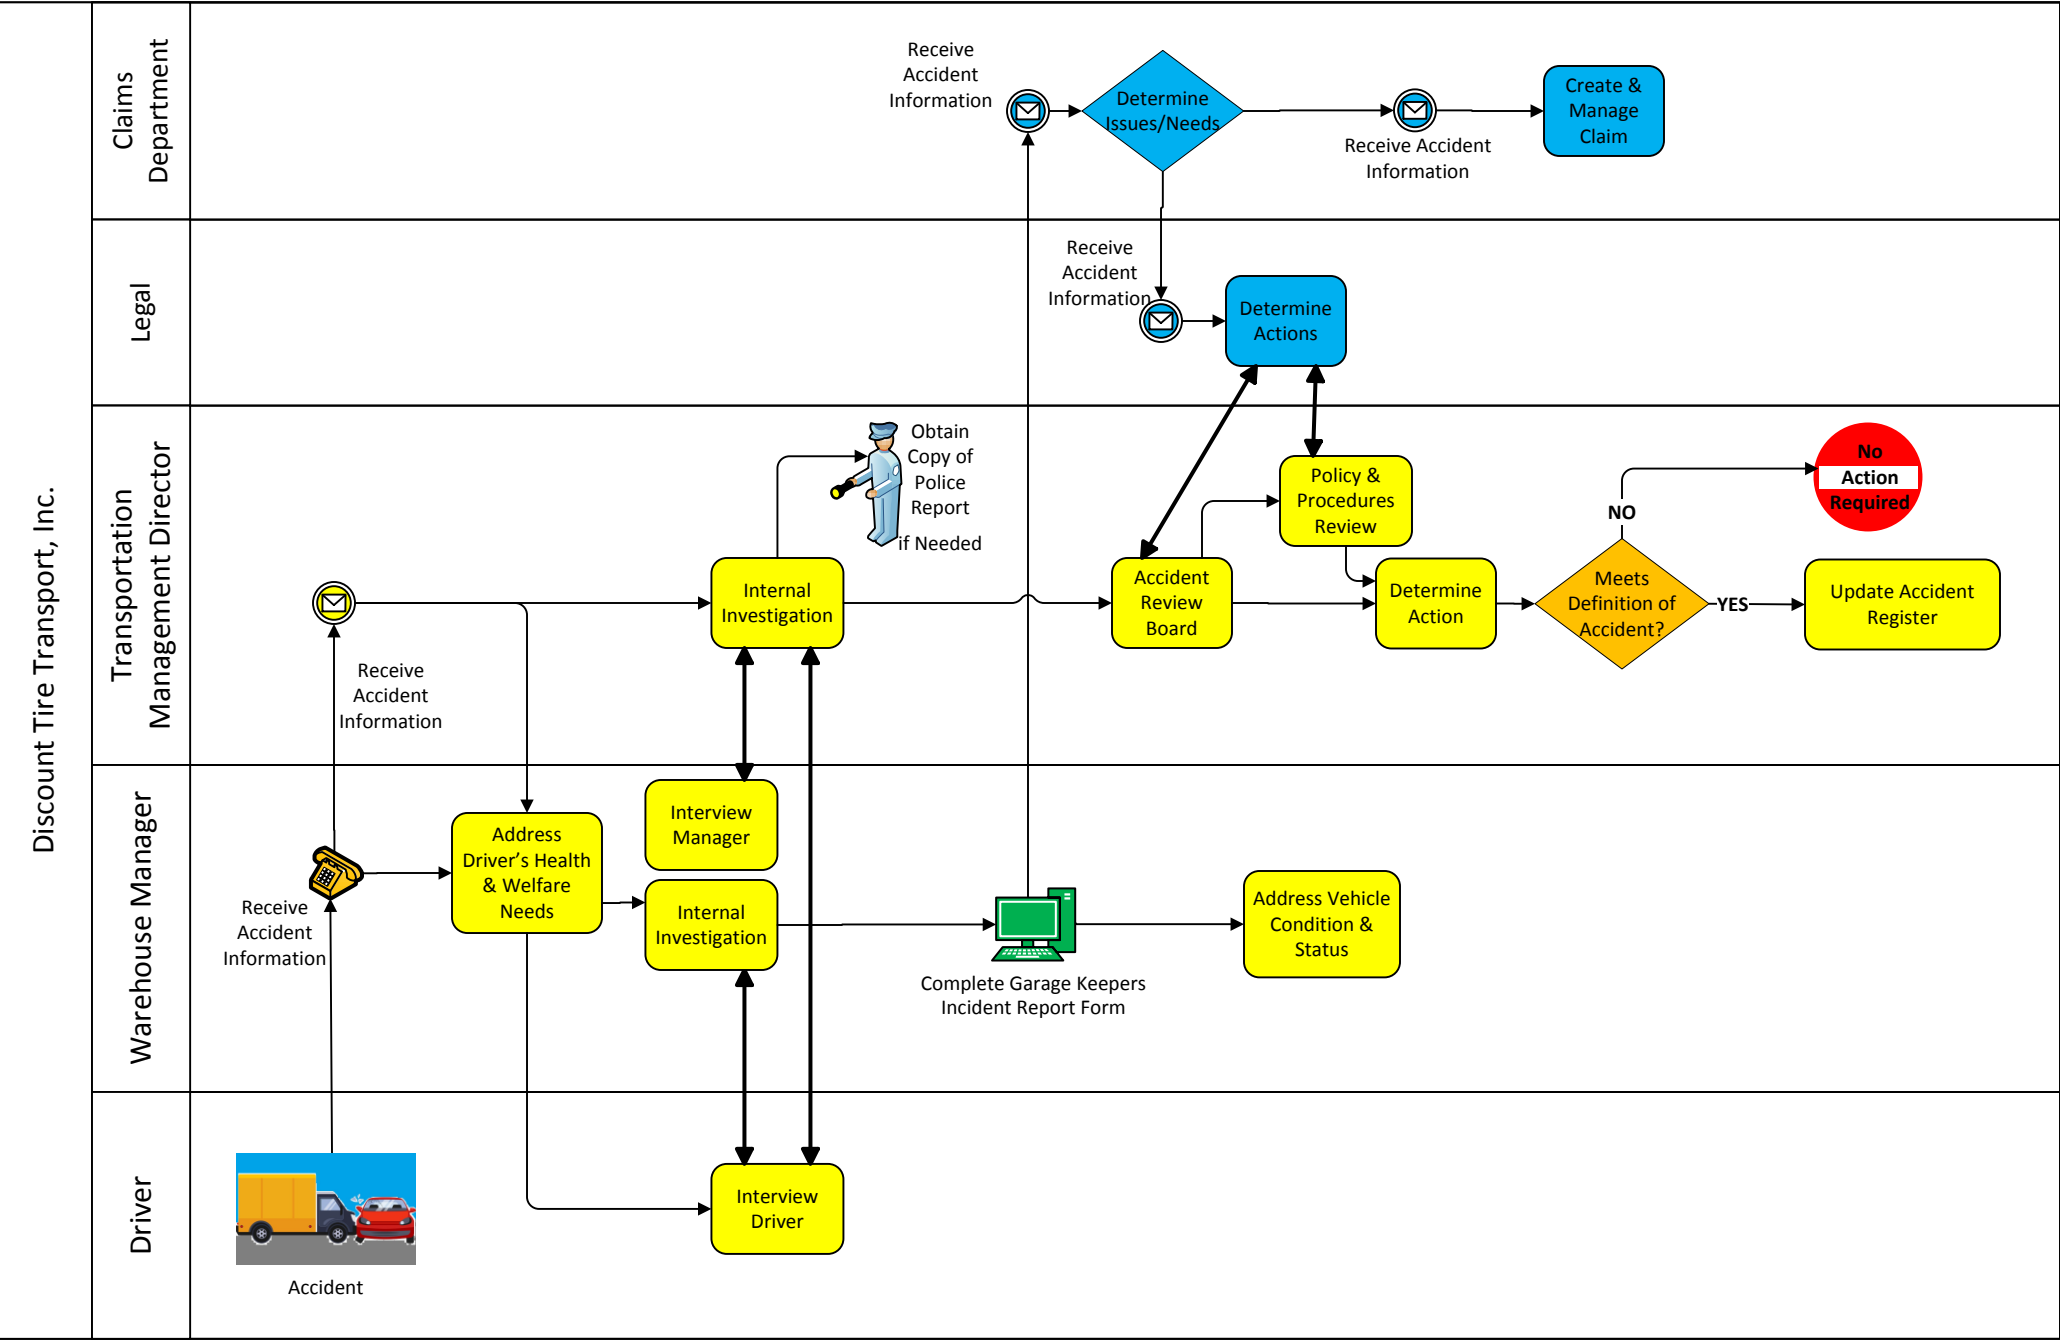 Discount Tire Transport, Inc.
Claims
Department
Receive
Accident
Information
Determine
Issues/Needs
Receive Accident
Information
Create &
Manage
Claim
Legal
Receive
Accident
Information
Determine
Actions
Transportation
Management Director
Receive
Accident
Information
Internal
Investigation
Obtain
Copy of
Police
Report
if Needed
Accident
Review
Board
Policy &
Procedures
Review
Determine
Action
Meets
Definition of
Accident?
NO
No
Action
Required
YES
Update Accident
Register
Warehouse Manager
Receive
Accident
Information
Address
Driver’s Health
& Welfare
Needs
Interview
Manager
Internal
Investigation
Complete Garage Keepers
Incident Report Form
Address Vehicle
Condition &
Status
Driver
Accident
Interview
Driver